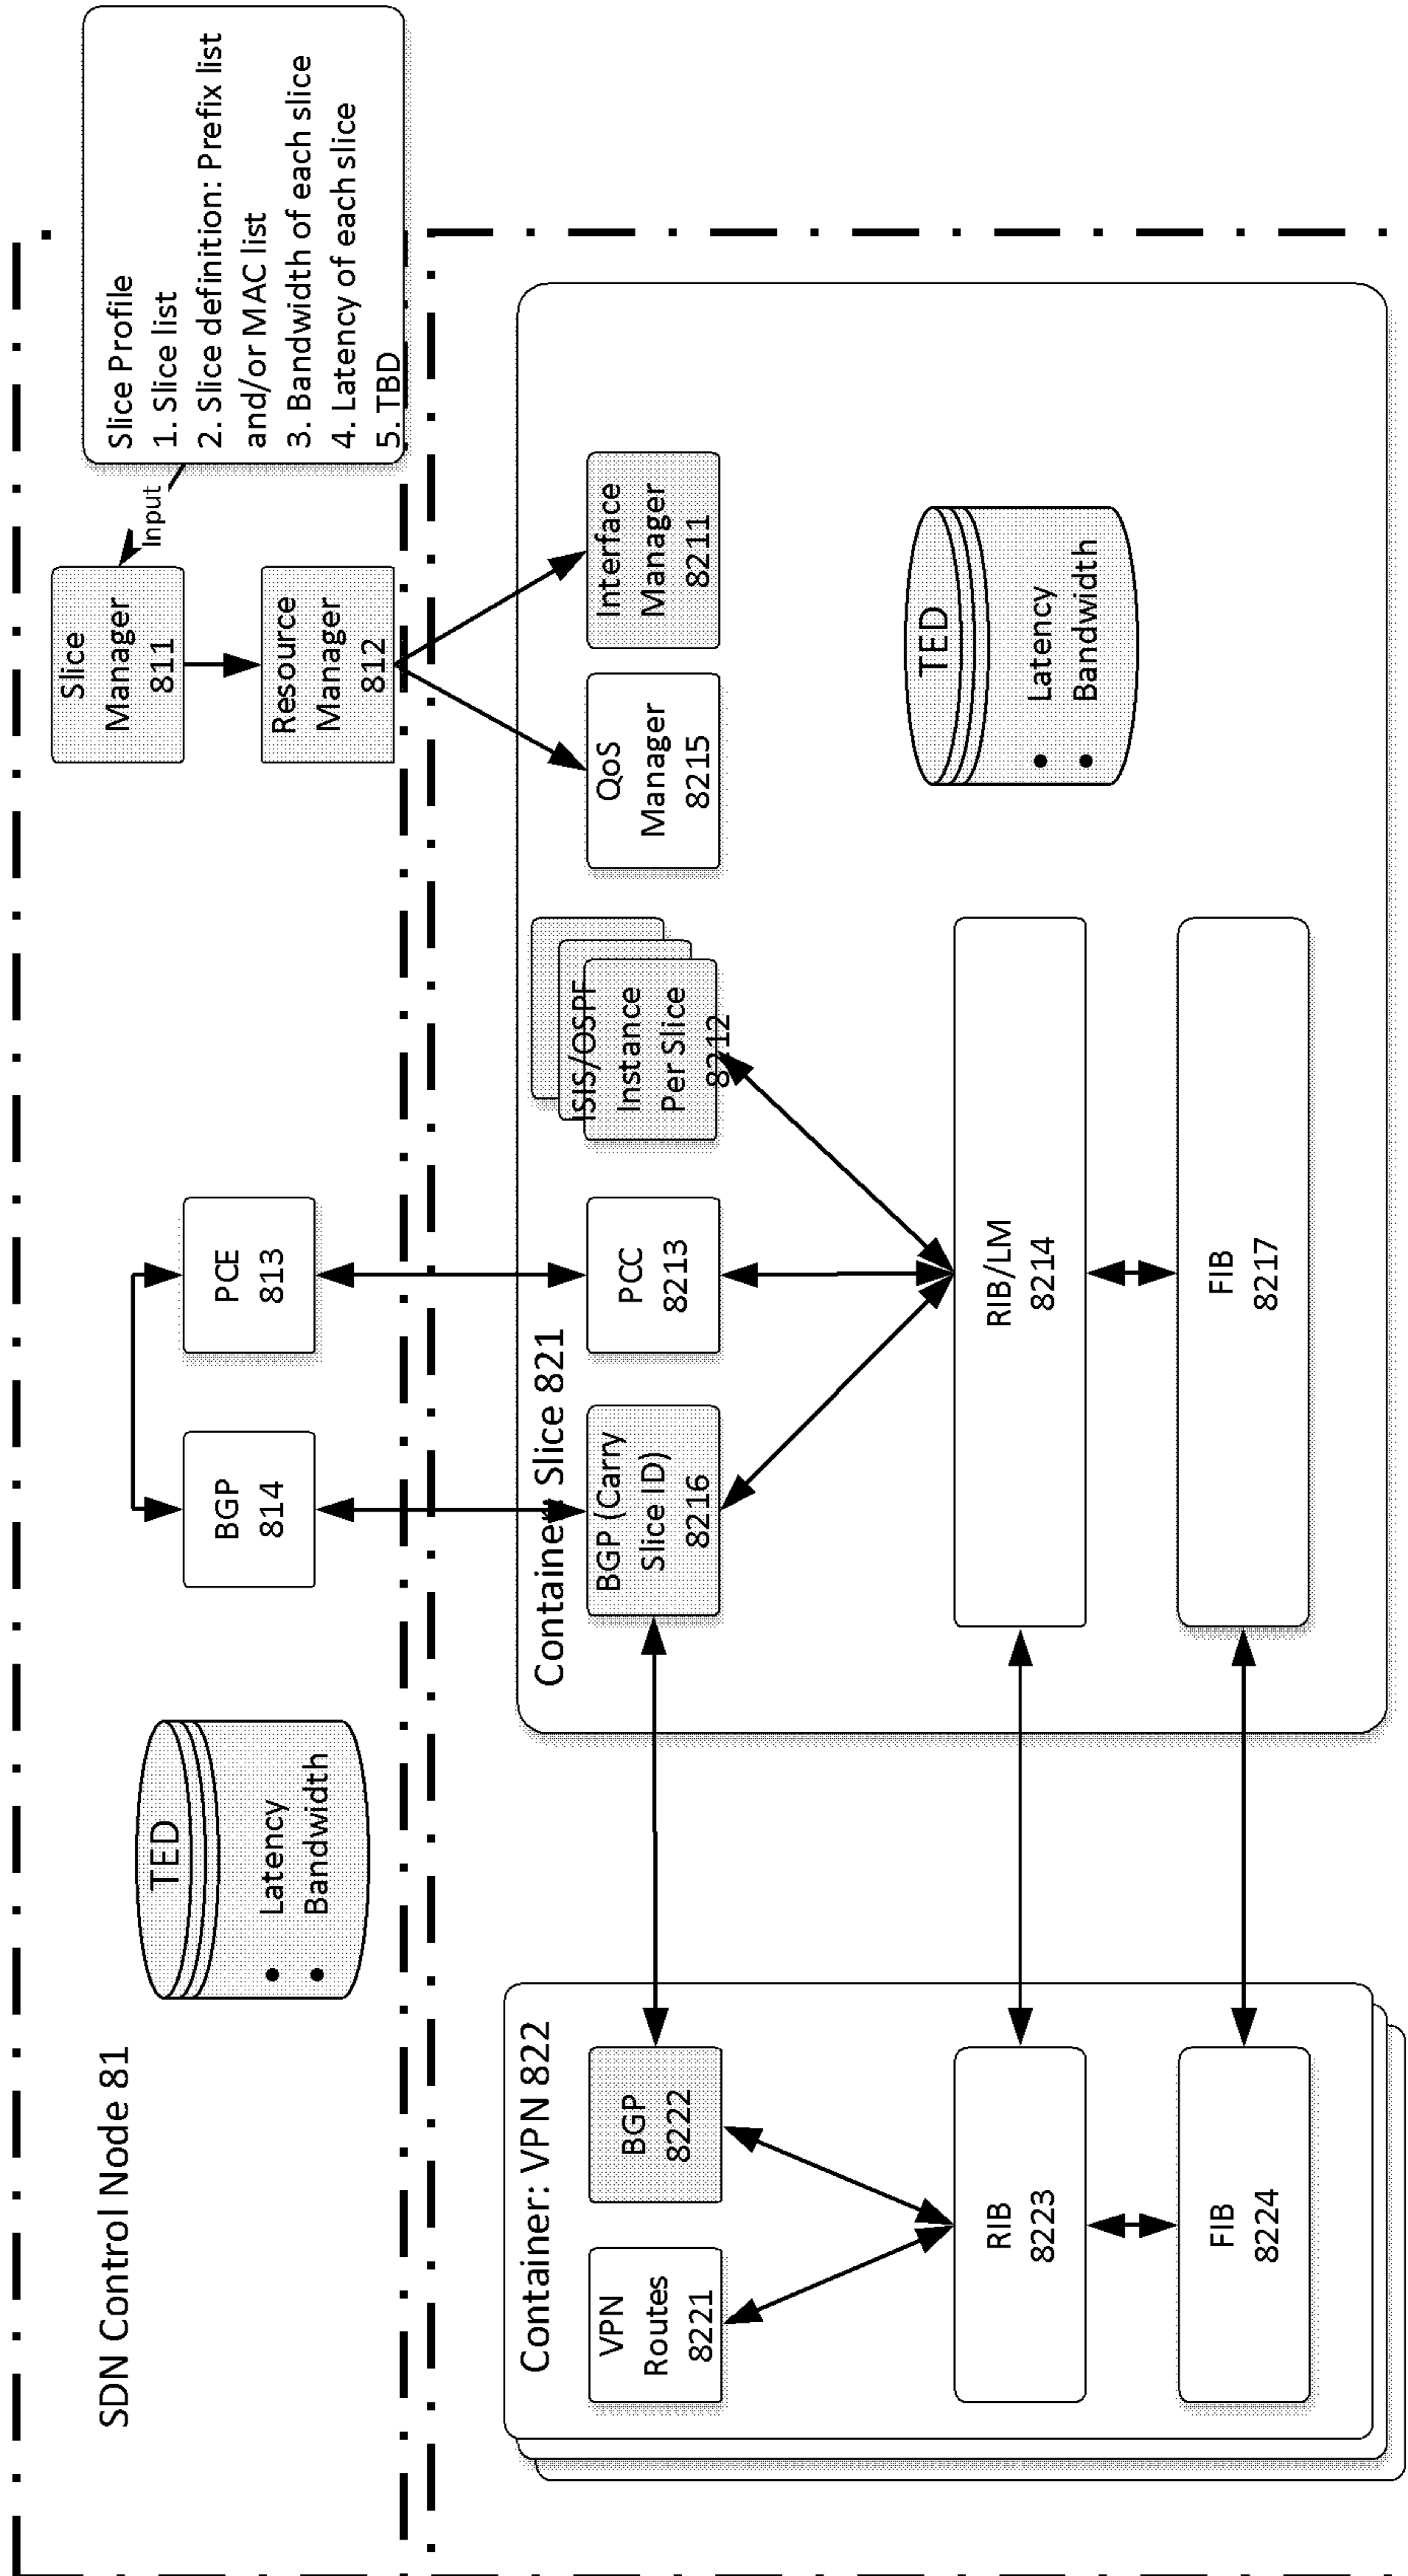 SDN Control Node 81
TED
• Latency
• Bandwidth
BGP
814
PCE
813
Slice
Manager
811
Resource
Manager
812
Input
Slice Profile
1. Slice list
2. Slice definition: Prefix list
and/or MAC list
3. Bandwidth of each slice
4. Latency of each slice
5. TBD
Container: VPN 822
VPN
Routes
8221
BGP
8222
RIB
8223
FIB
8224
Container Slice 821
BGP (Carry
Slice ID)
8216
PCC
8213
ISIS/OSPF
Instance
Per Slice
8212
QoS
Manager
8215
Interface
Manager
8211
RIB/LM
8214
FIB
8217
TED
• Latency
• Bandwidth